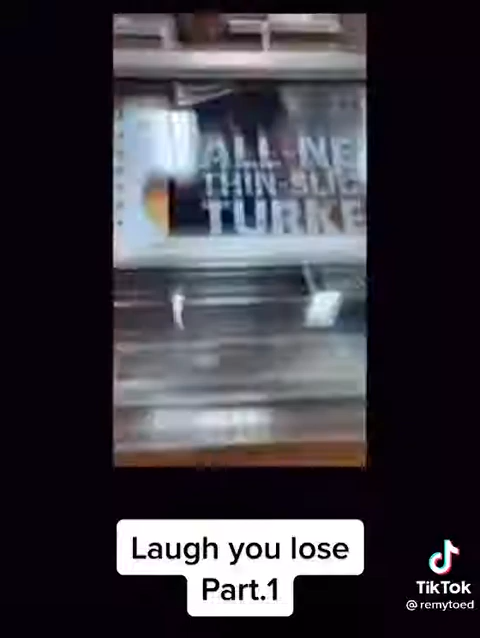 ALL-NE
THIN-SLIC
TURKE
Laugh you lose
Part.1
TikTok
@remytoed